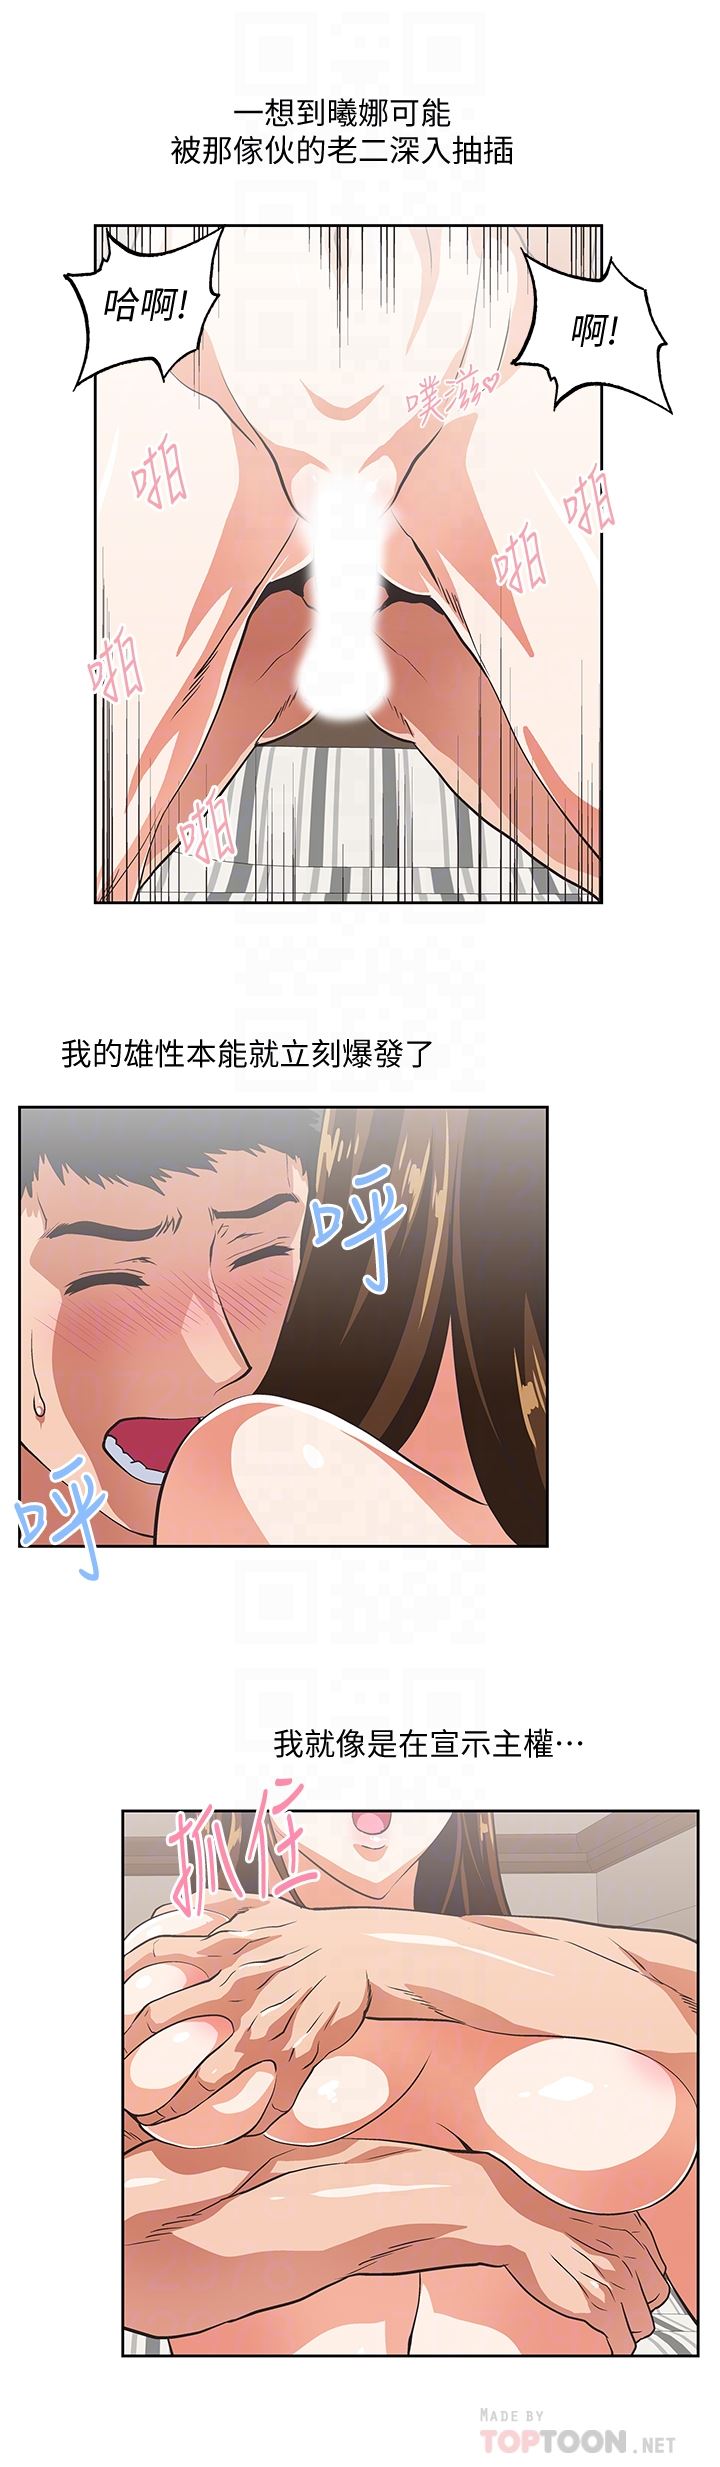 一想到曦娜可能
被那傢伙的老二深入抽插
哈啊!
啊!
噗滋♡
啪
啪
啪
啪
啪
我的雄性本能就立刻爆發了
呼
呼
我就像是在宣示主權⋯
抓住
MADE BY
TOPTOON.NET